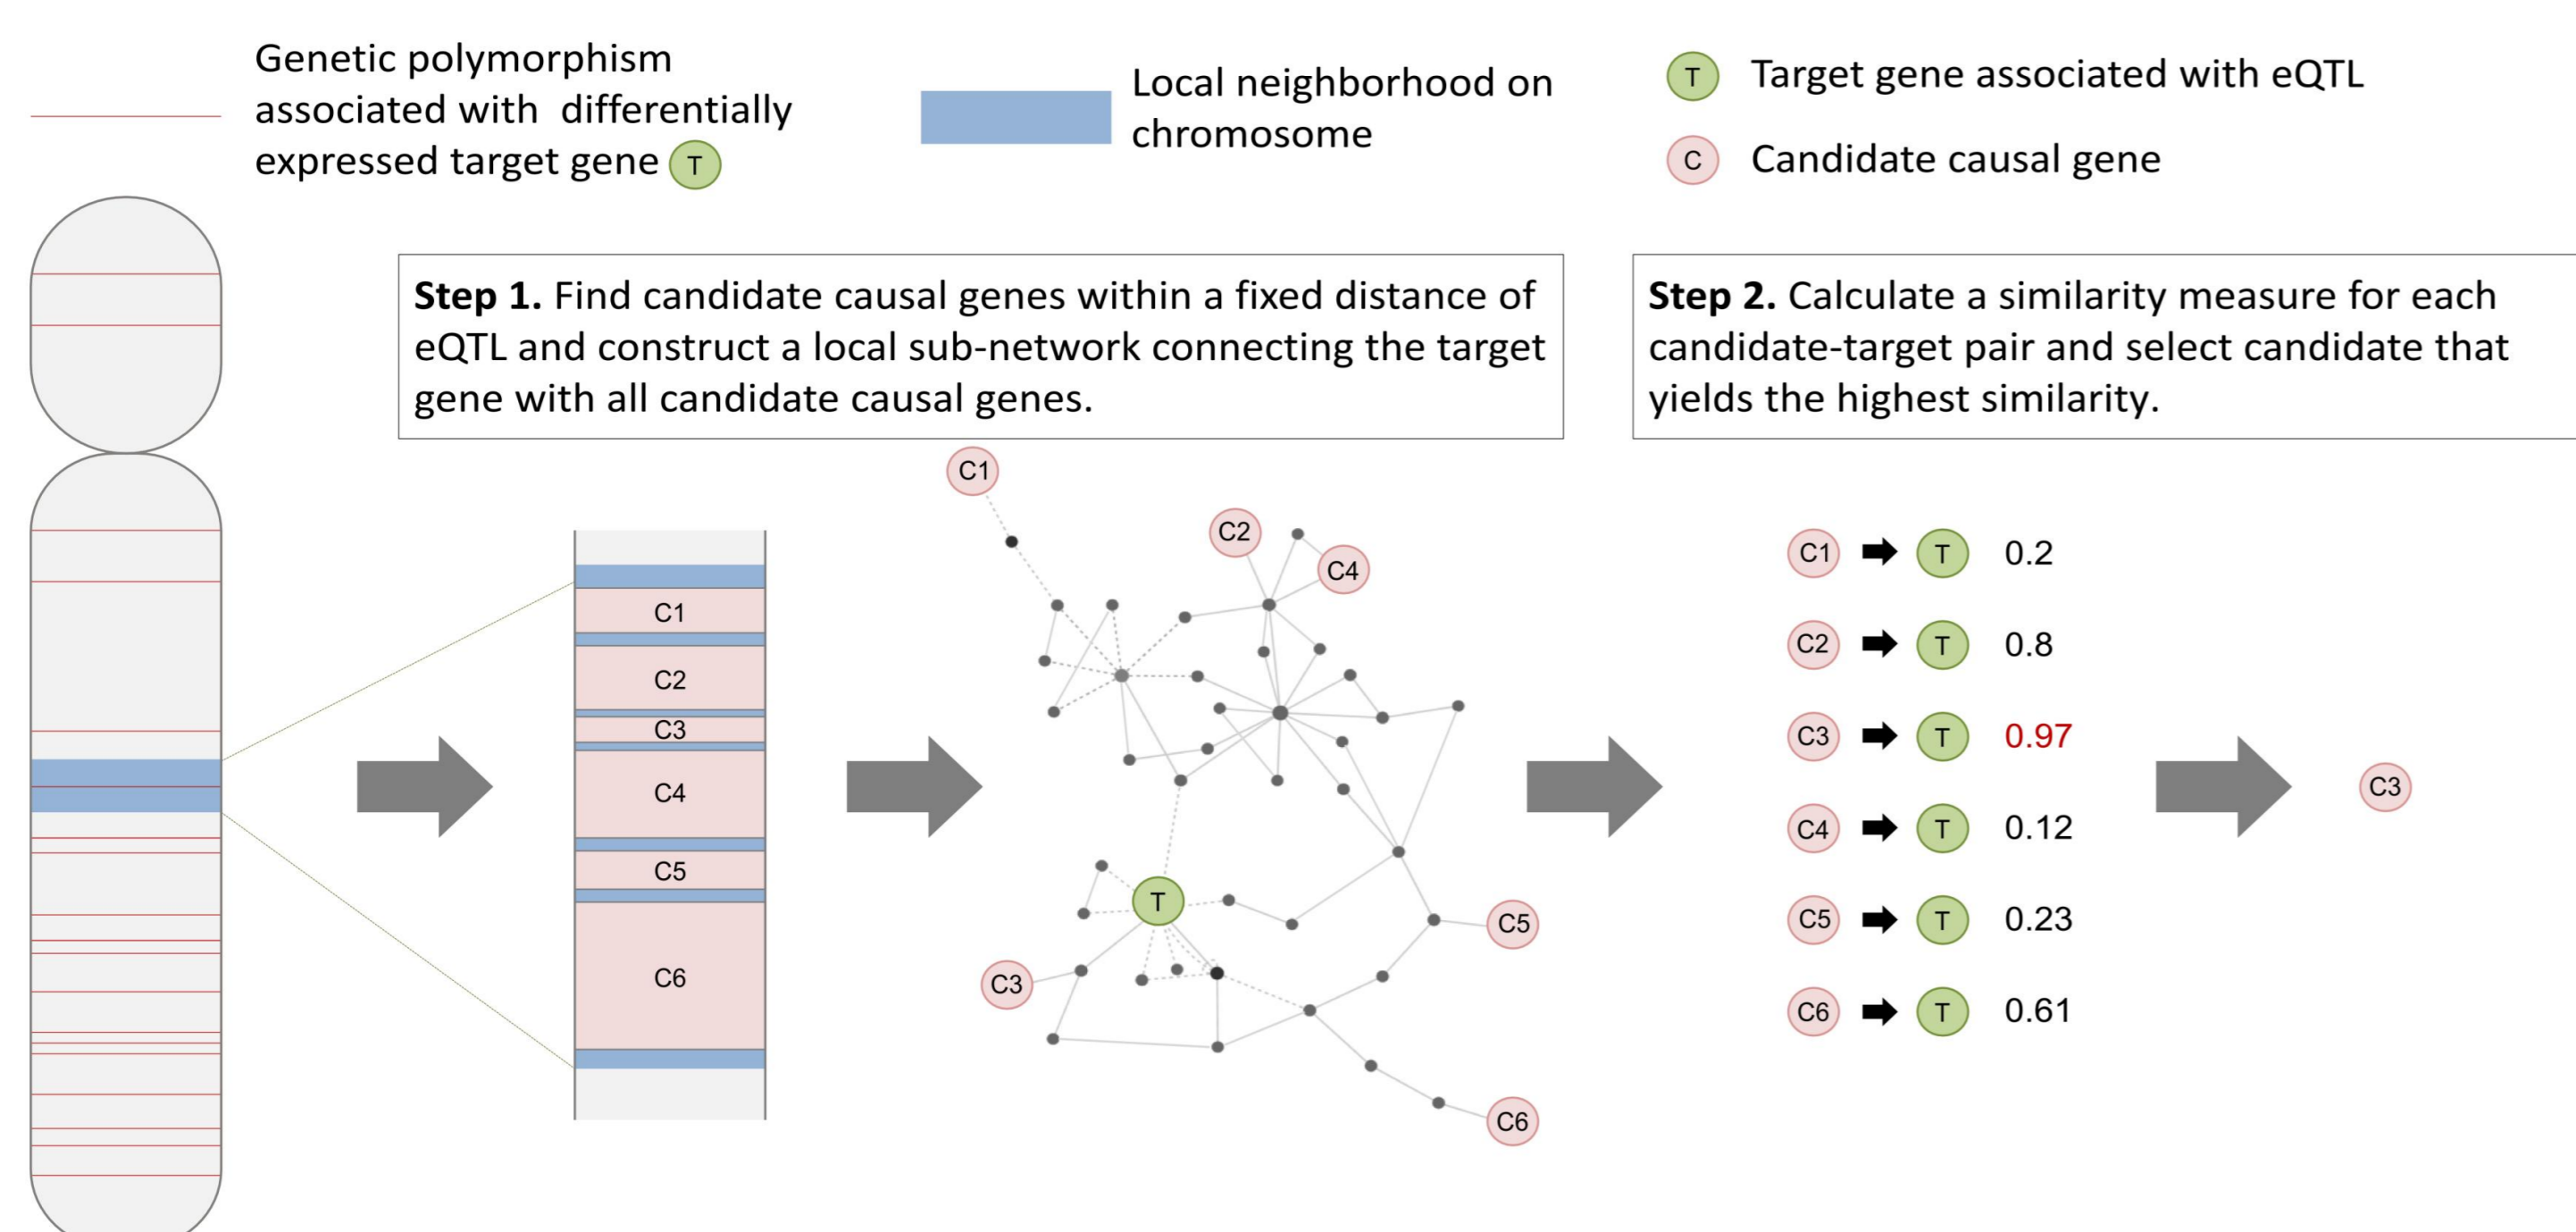 Genetic polymorphism
associated with differentially
expressed target gene T
Local neighborhood on
chromosome
T Target gene associated with eQTL
C Candidate causal gene
Step 1. Find candidate causal genes within a fixed distance of
eQTL and construct a local sub-network connecting the target
gene with all candidate causal genes.
Step 2. Calculate a similarity measure for each
candidate-target pair and select candidate that
yields the highest similarity.
C1
C2
C3
C4
C5
C6
C1
C2
C4
T
C5
C3
C6
C1 T 0.2
C2 T 0.8
C3 T 0.97
C4 T 0.12
C5 T 0.23
C6 T 0.61
C3